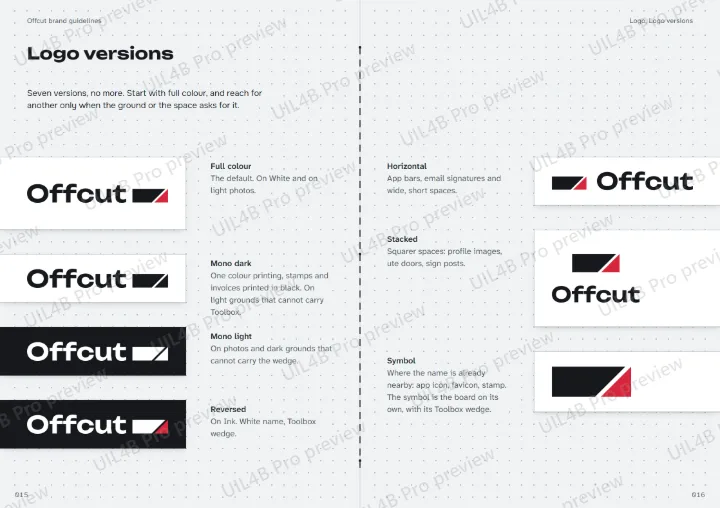 Offcut brand guidelines
Logo, Logo versions
Logo versions
Seven versions, no more. Start with full colour, and reach for
another only when the ground or the space asks for it.
Offcut
Full colour
The default. On White and on
light photos.
Offcut
Mono dark
One colour printing, stamps and
invoices printed in black. On
light grounds that cannot carry
Toolbox.
Offcut
Mono light
On photos and dark grounds that
cannot carry the wedge.
Offcut
Reversed
On Ink. White name, Toolbox
wedge.
Horizontal
App bars, email signatures and
wide, short spaces.
Offcut
Stacked
Squarer spaces: profile images,
ute doors, sign posts.
Offcut
Symbol
Where the name is already
nearby: app icon, favicon, stamp.
The symbol is the board on its
own, with its Toolbox wedge.
015
016
UIL4B Pro preview